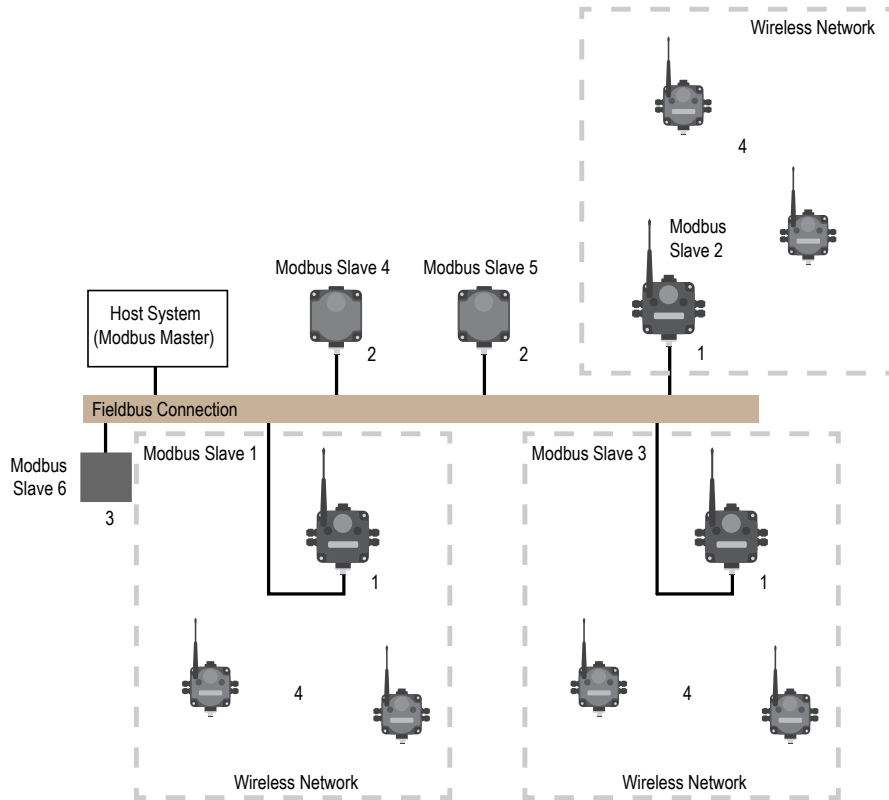 Wireless Network
4
Modbus
Slave 2
1
Modbus Slave 4
Modbus Slave 5
2
2
Host System
(Modbus Master)
Fieldbus Connection
Modbus
Slave 6
3
Modbus Slave 1
1
4
Wireless Network
Modbus Slave 3
1
4
Wireless Network